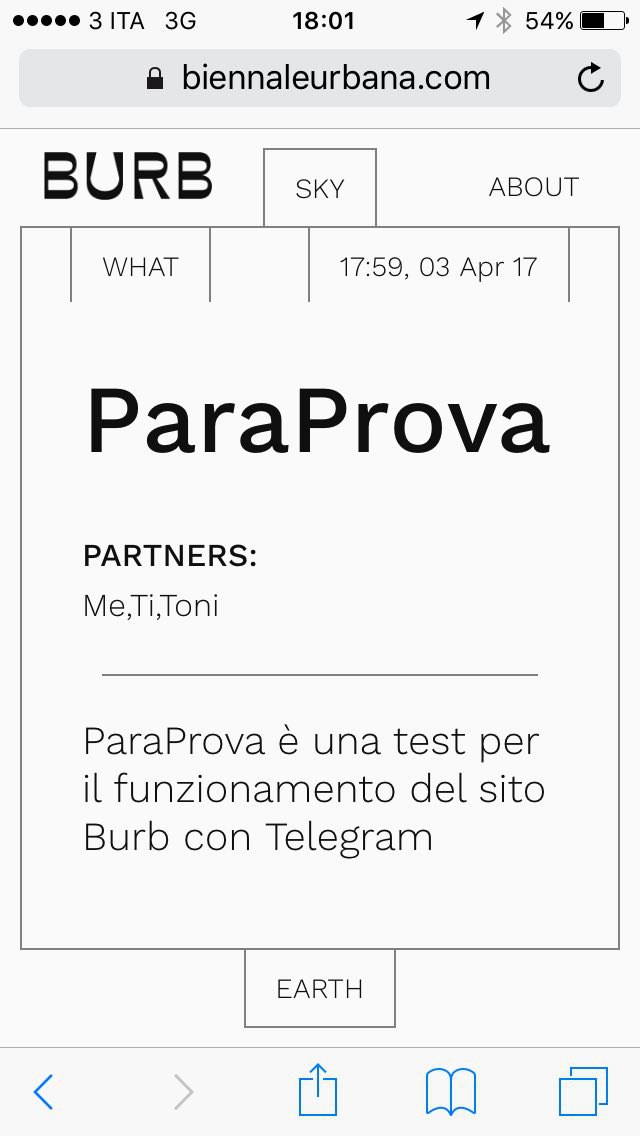 3 ITA 3G 18:01 54%
biennaleurbana.com
BURB SKY ABOUT
WHAT 17:59, 03 Apr 17
ParaProva
PARTNERS:
Me,Ti,Toni
ParaProva è una test per
il funzionamento del sito
Burb con Telegram
EARTH